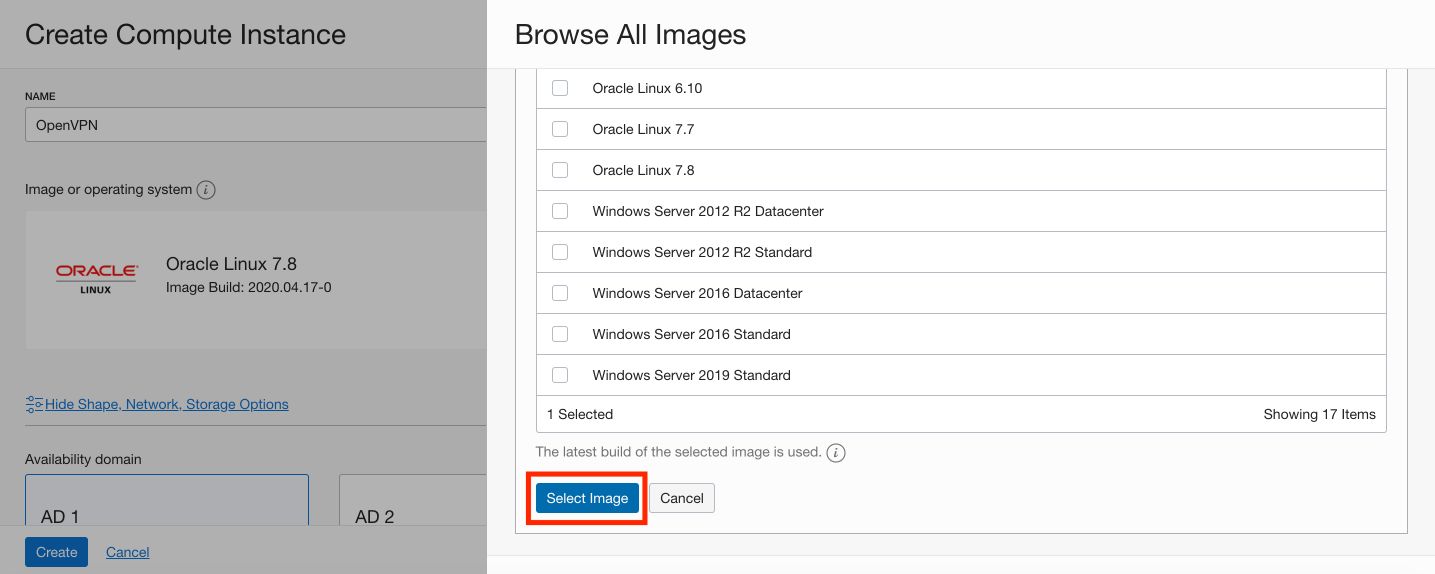 Create Compute Instance
NAME
OpenVPN
Image or operating system i
ORACLE
LINUX
Oracle Linux 7.8
Image Build: 2020.04.17-0
Hide Shape, Network, Storage Options
Availability domain
AD 1
AD 2
Create Cancel
Browse All Images
Oracle Linux 6.10
Oracle Linux 7.7
Oracle Linux 7.8
Windows Server 2012 R2 Datacenter
Windows Server 2012 R2 Standard
Windows Server 2016 Datacenter
Windows Server 2016 Standard
Windows Server 2019 Standard
1 Selected Showing 17 Items
The latest build of the selected image is used. i
Select Image Cancel